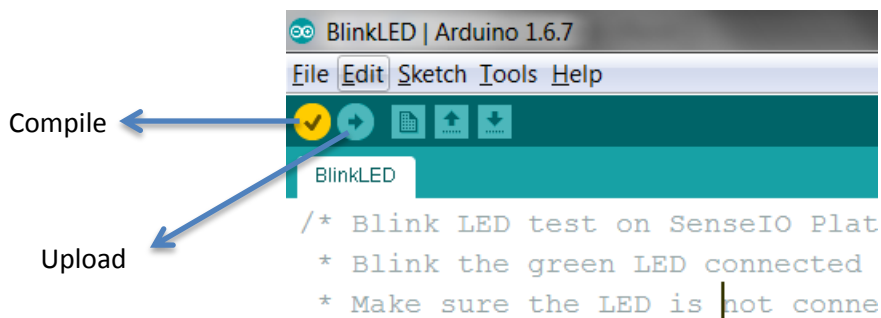 BlinkLED | Arduino 1.6.7
File Edit Sketch Tools Help
Compile
BlinkLED
/* Blink LED test on SenseIO Plat
Upload
* Blink the green LED connected
* Make sure the LED is not conne